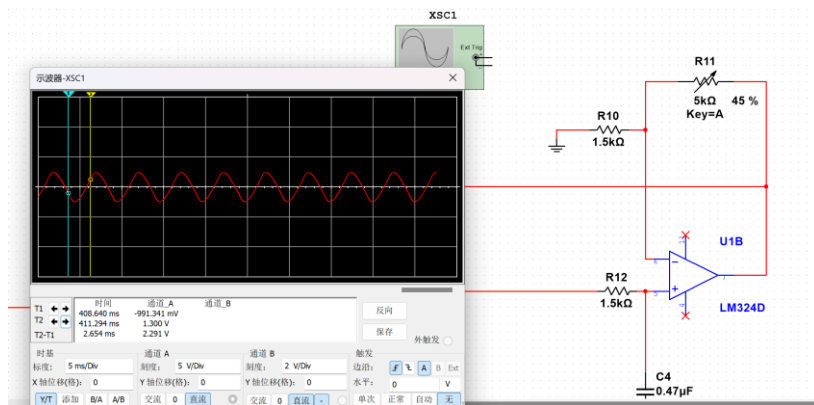 XSC1
Ext Trig
示波器-XSC1
R11
5kΩ 45 %
Key=A
R10
1.5kΩ
U1B
LM324D
R12
1.5kΩ
C4
0.47µF
6
5
7
4
时间 通道_A 通道_B
T1 408.640 ms -991.341 mV
T2 411.294 ms 1.300 V
T2-T1 2.654 ms 2.291 V
反向
保存
外触发
时基 通道 A 通道 B 触发
标度: 5 ms/Div 刻度: 5 V/Div 刻度: 2 V/Div 边沿: A B Ext
X 轴位移(格): 0 Y 轴位移(格): 0 Y 轴位移(格): 0 水平: 0 V
Y/T 添加 B/A A/B 交流 0 直流 交流 0 直流 - 单次 正常 自动 无